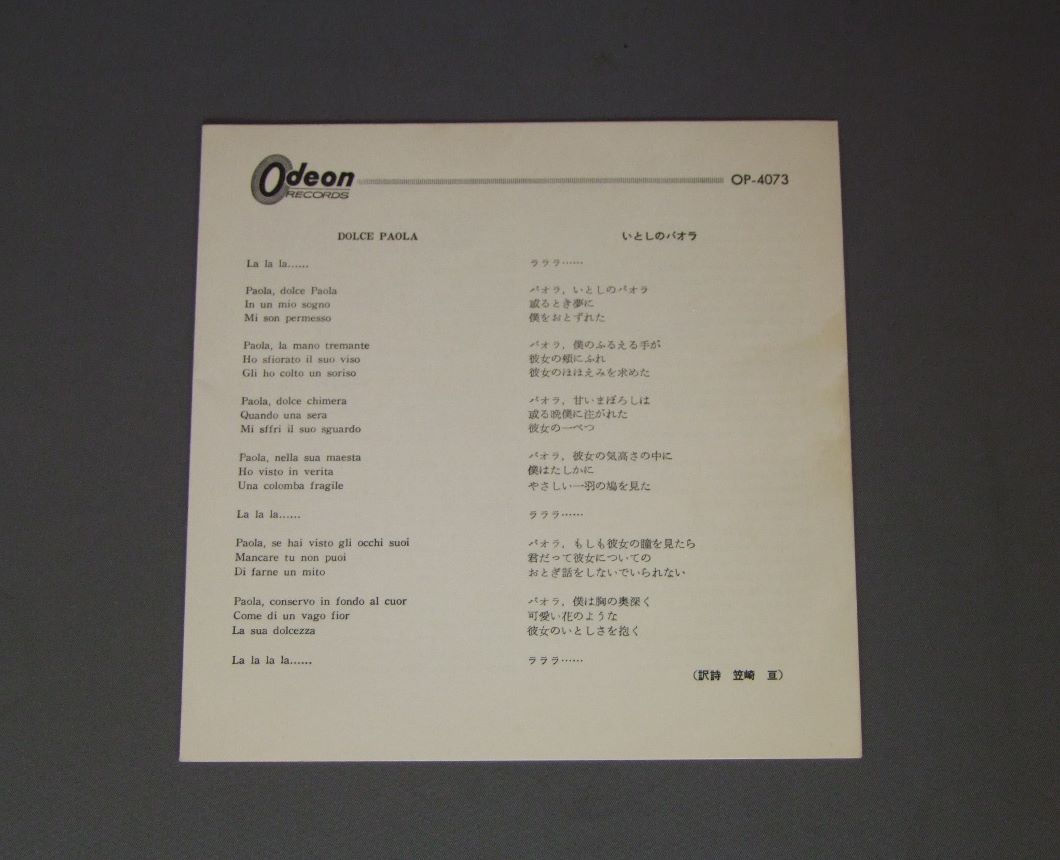 Odeon
RECORDS
OP-4073
DOLCE PAOLA
La la la......
Paola, dolce Paola
In un mio sogno
Mi son permesso
Paola, la mano tremante
Ho sfiorato il suo viso
Gli ho colto un soriso
Paola, dolce chimera
Quando una sera
Mi sffri il suo sguardo
Paola, nella sua maesta
Ho visto in verita
Una colomba fragile
La la la......
Paola, se hai visto gli occhi suoi
Mancare tu non puoi
Di farne un mito
Paola, conservo in fondo al cuor
Come di un vago fior
La sua dolcezza
La la la la......
いとしのパオラ
ラララ……
パオラ，いとしのパオラ
或るとき夢に
僕をおとずれた
パオラ，僕のふるえる手が
彼女の頬にふれ
彼女のほほえみを求めた
パオラ，甘いまぼろしは
或る晩僕に注がれた
彼女の一べつ
パオラ，彼女の気高さの中に
僕はたしかに
やさしい一羽の鳩を見た
ラララ……
パオラ，もしも彼女の瞳を見たら
君だって彼女についての
おとぎ話をしないでいられない
パオラ，僕は胸の奥深く
可愛い花のような
彼女のいとしさを抱く
ラララ……
（訳詩　笠崎　亘）